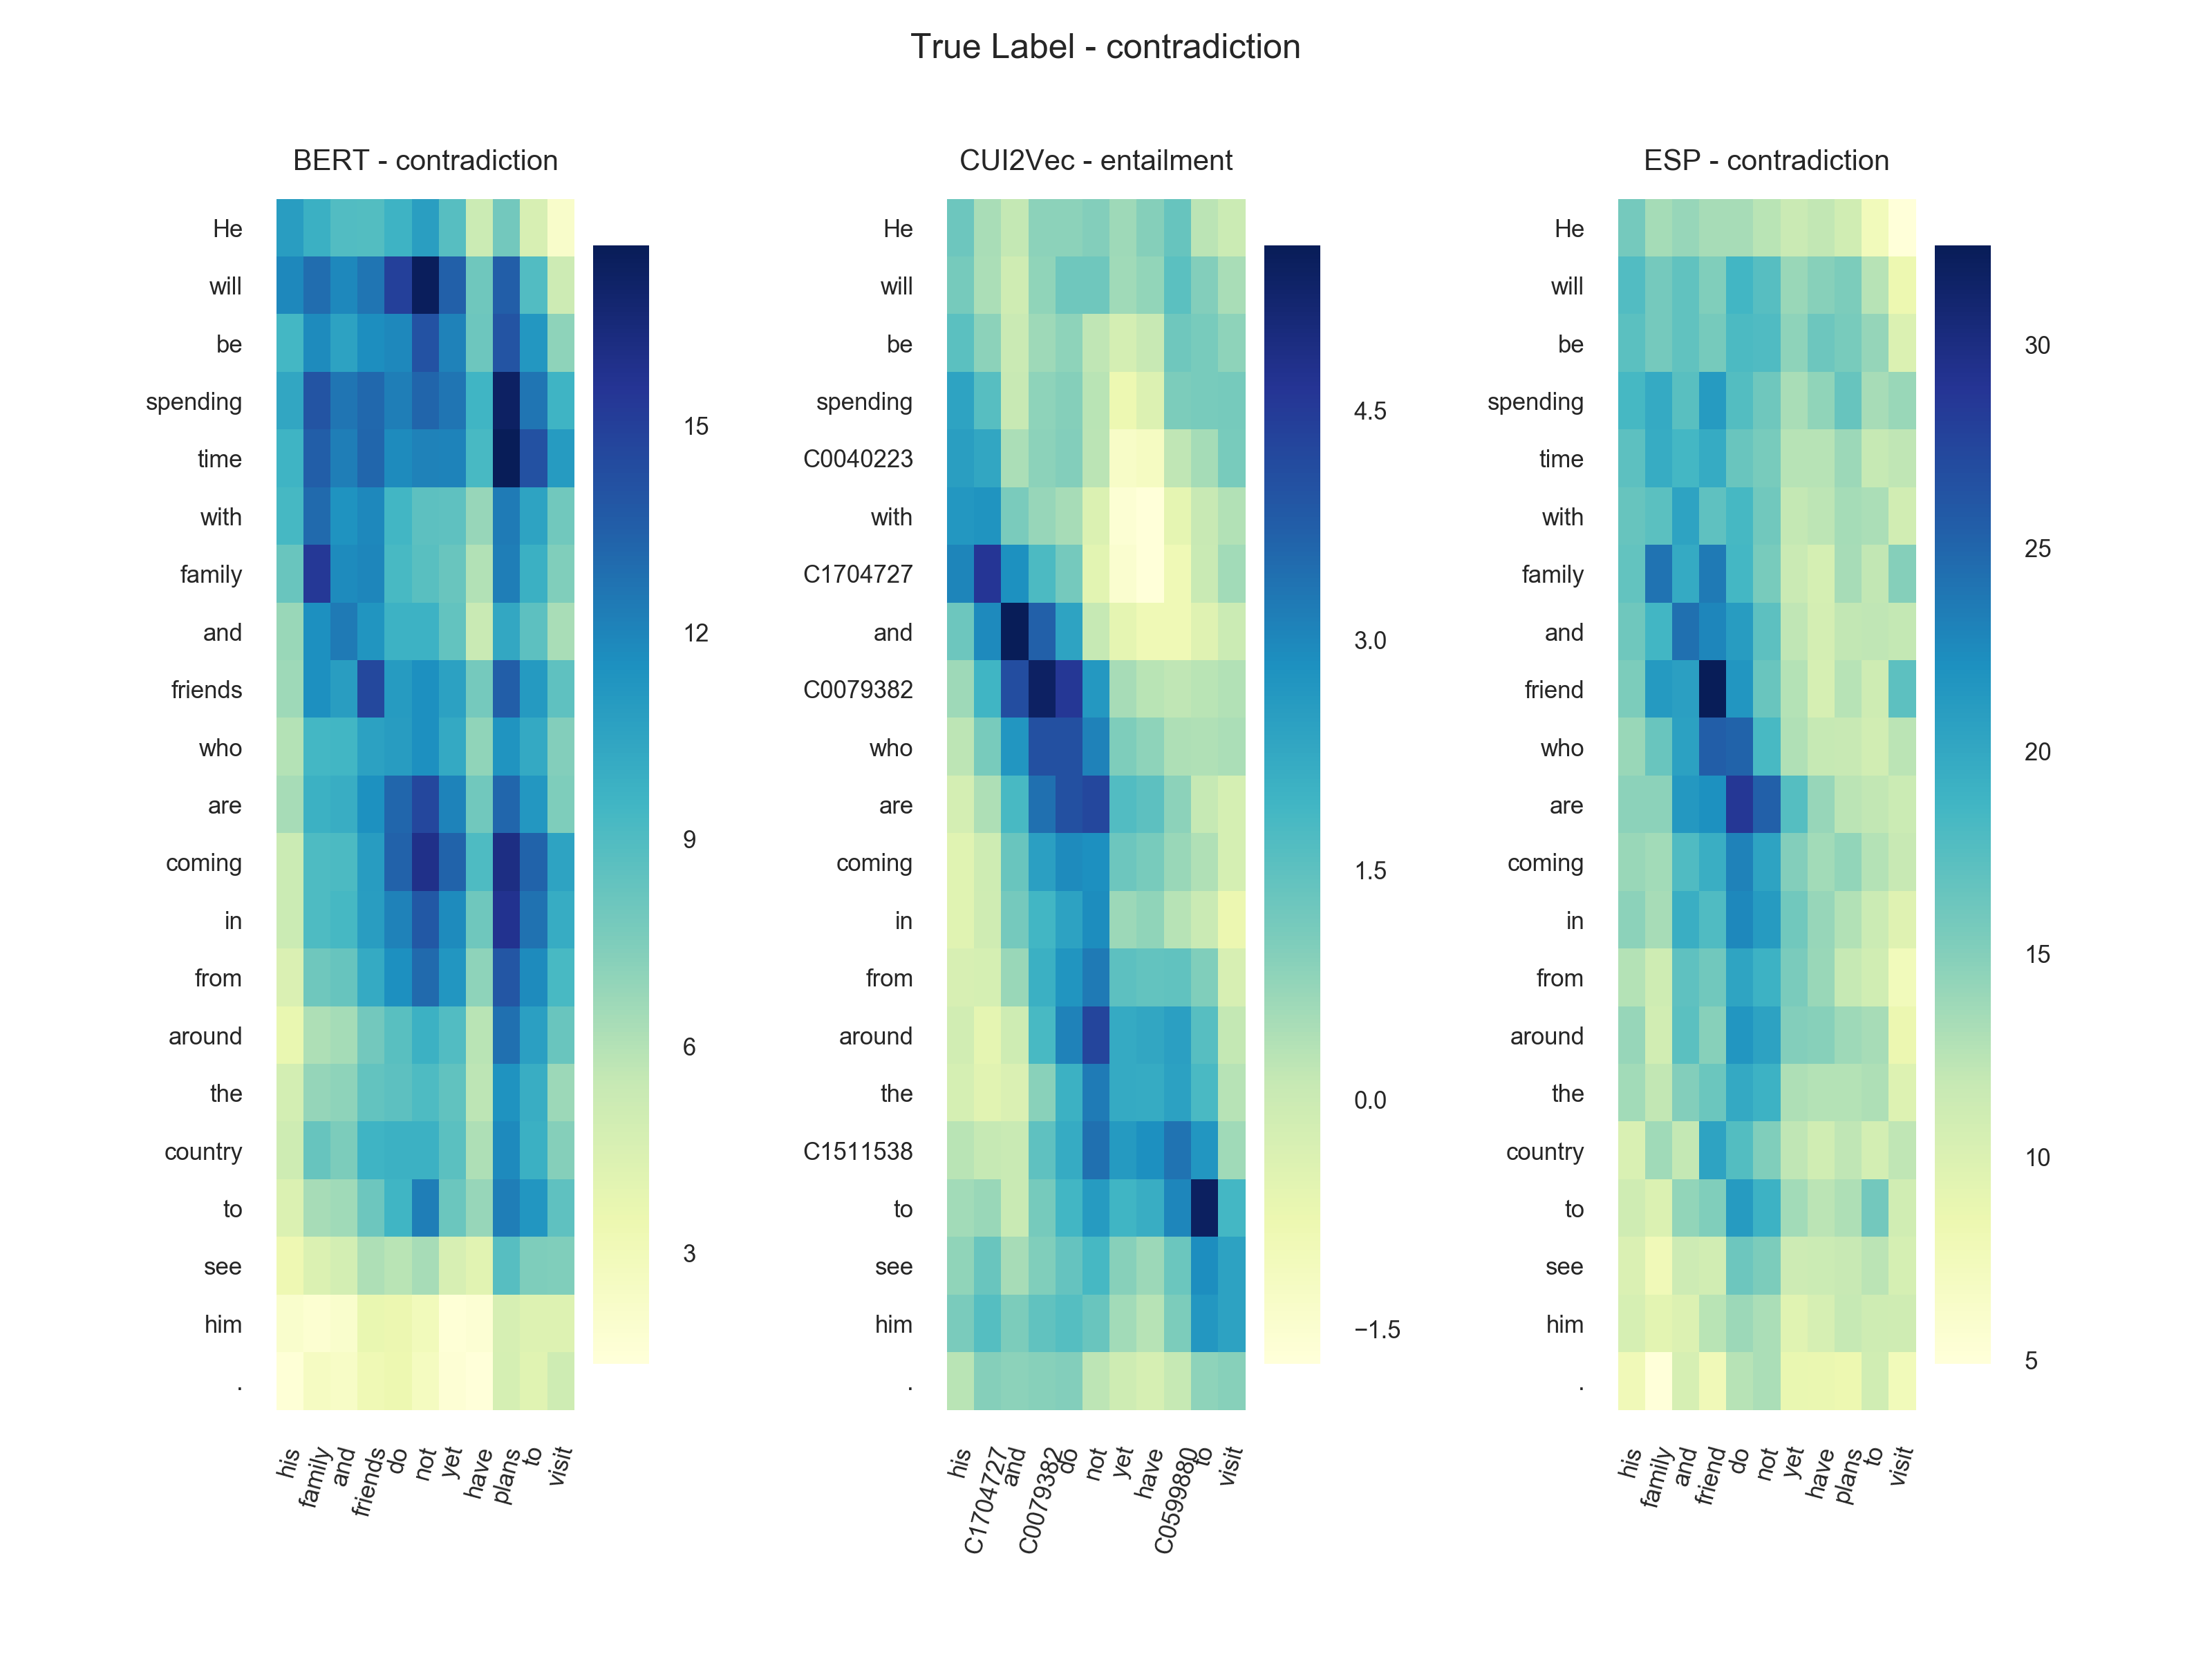 True Label - contradiction
BERT - contradiction
He
will
be
spending
time
with
family
and
friends
who
are
coming
in
from
around
the
country
to
see
him
.
his
family
and
friends
do
not
yet
have
plans
to
visit
15
12
9
6
3
CUI2Vec - entailment
He
will
be
spending
C0040223
with
C1704727
and
C0079382
who
are
coming
in
from
around
the
C1511538
to
see
him
.
his
C1704727
and
C0079382
do
not
yet
have
C0599880
to
visit
4.5
3.0
1.5
0.0
−1.5
ESP - contradiction
He
will
be
spending
time
with
family
and
friend
who
are
coming
in
from
around
the
country
to
see
him
.
his
family
and
friend
do
not
yet
have
plans
to
visit
30
25
20
15
10
5